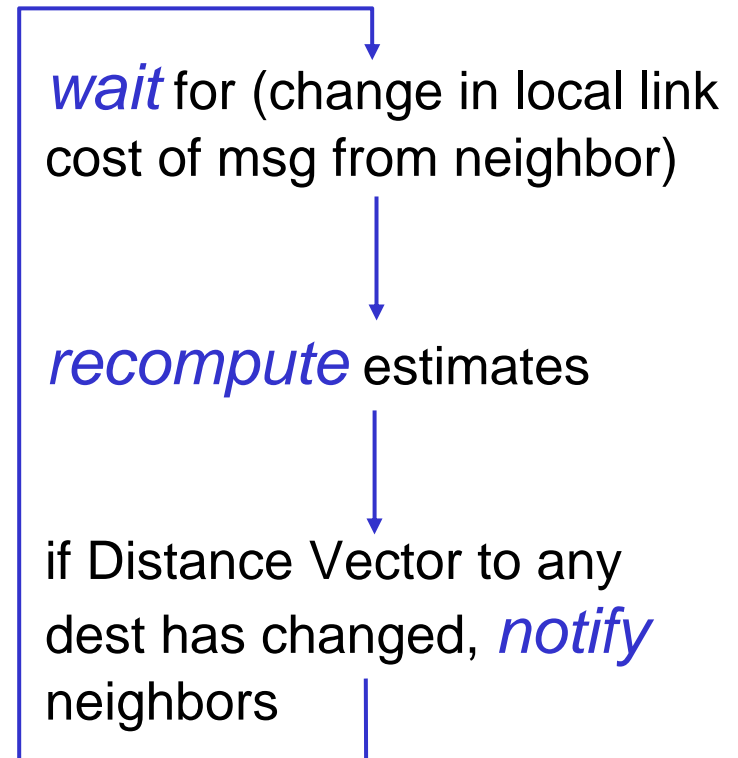 wait for (change in local link
cost of msg from neighbor)
recompute estimates
if Distance Vector to any
dest has changed, notify
neighbors